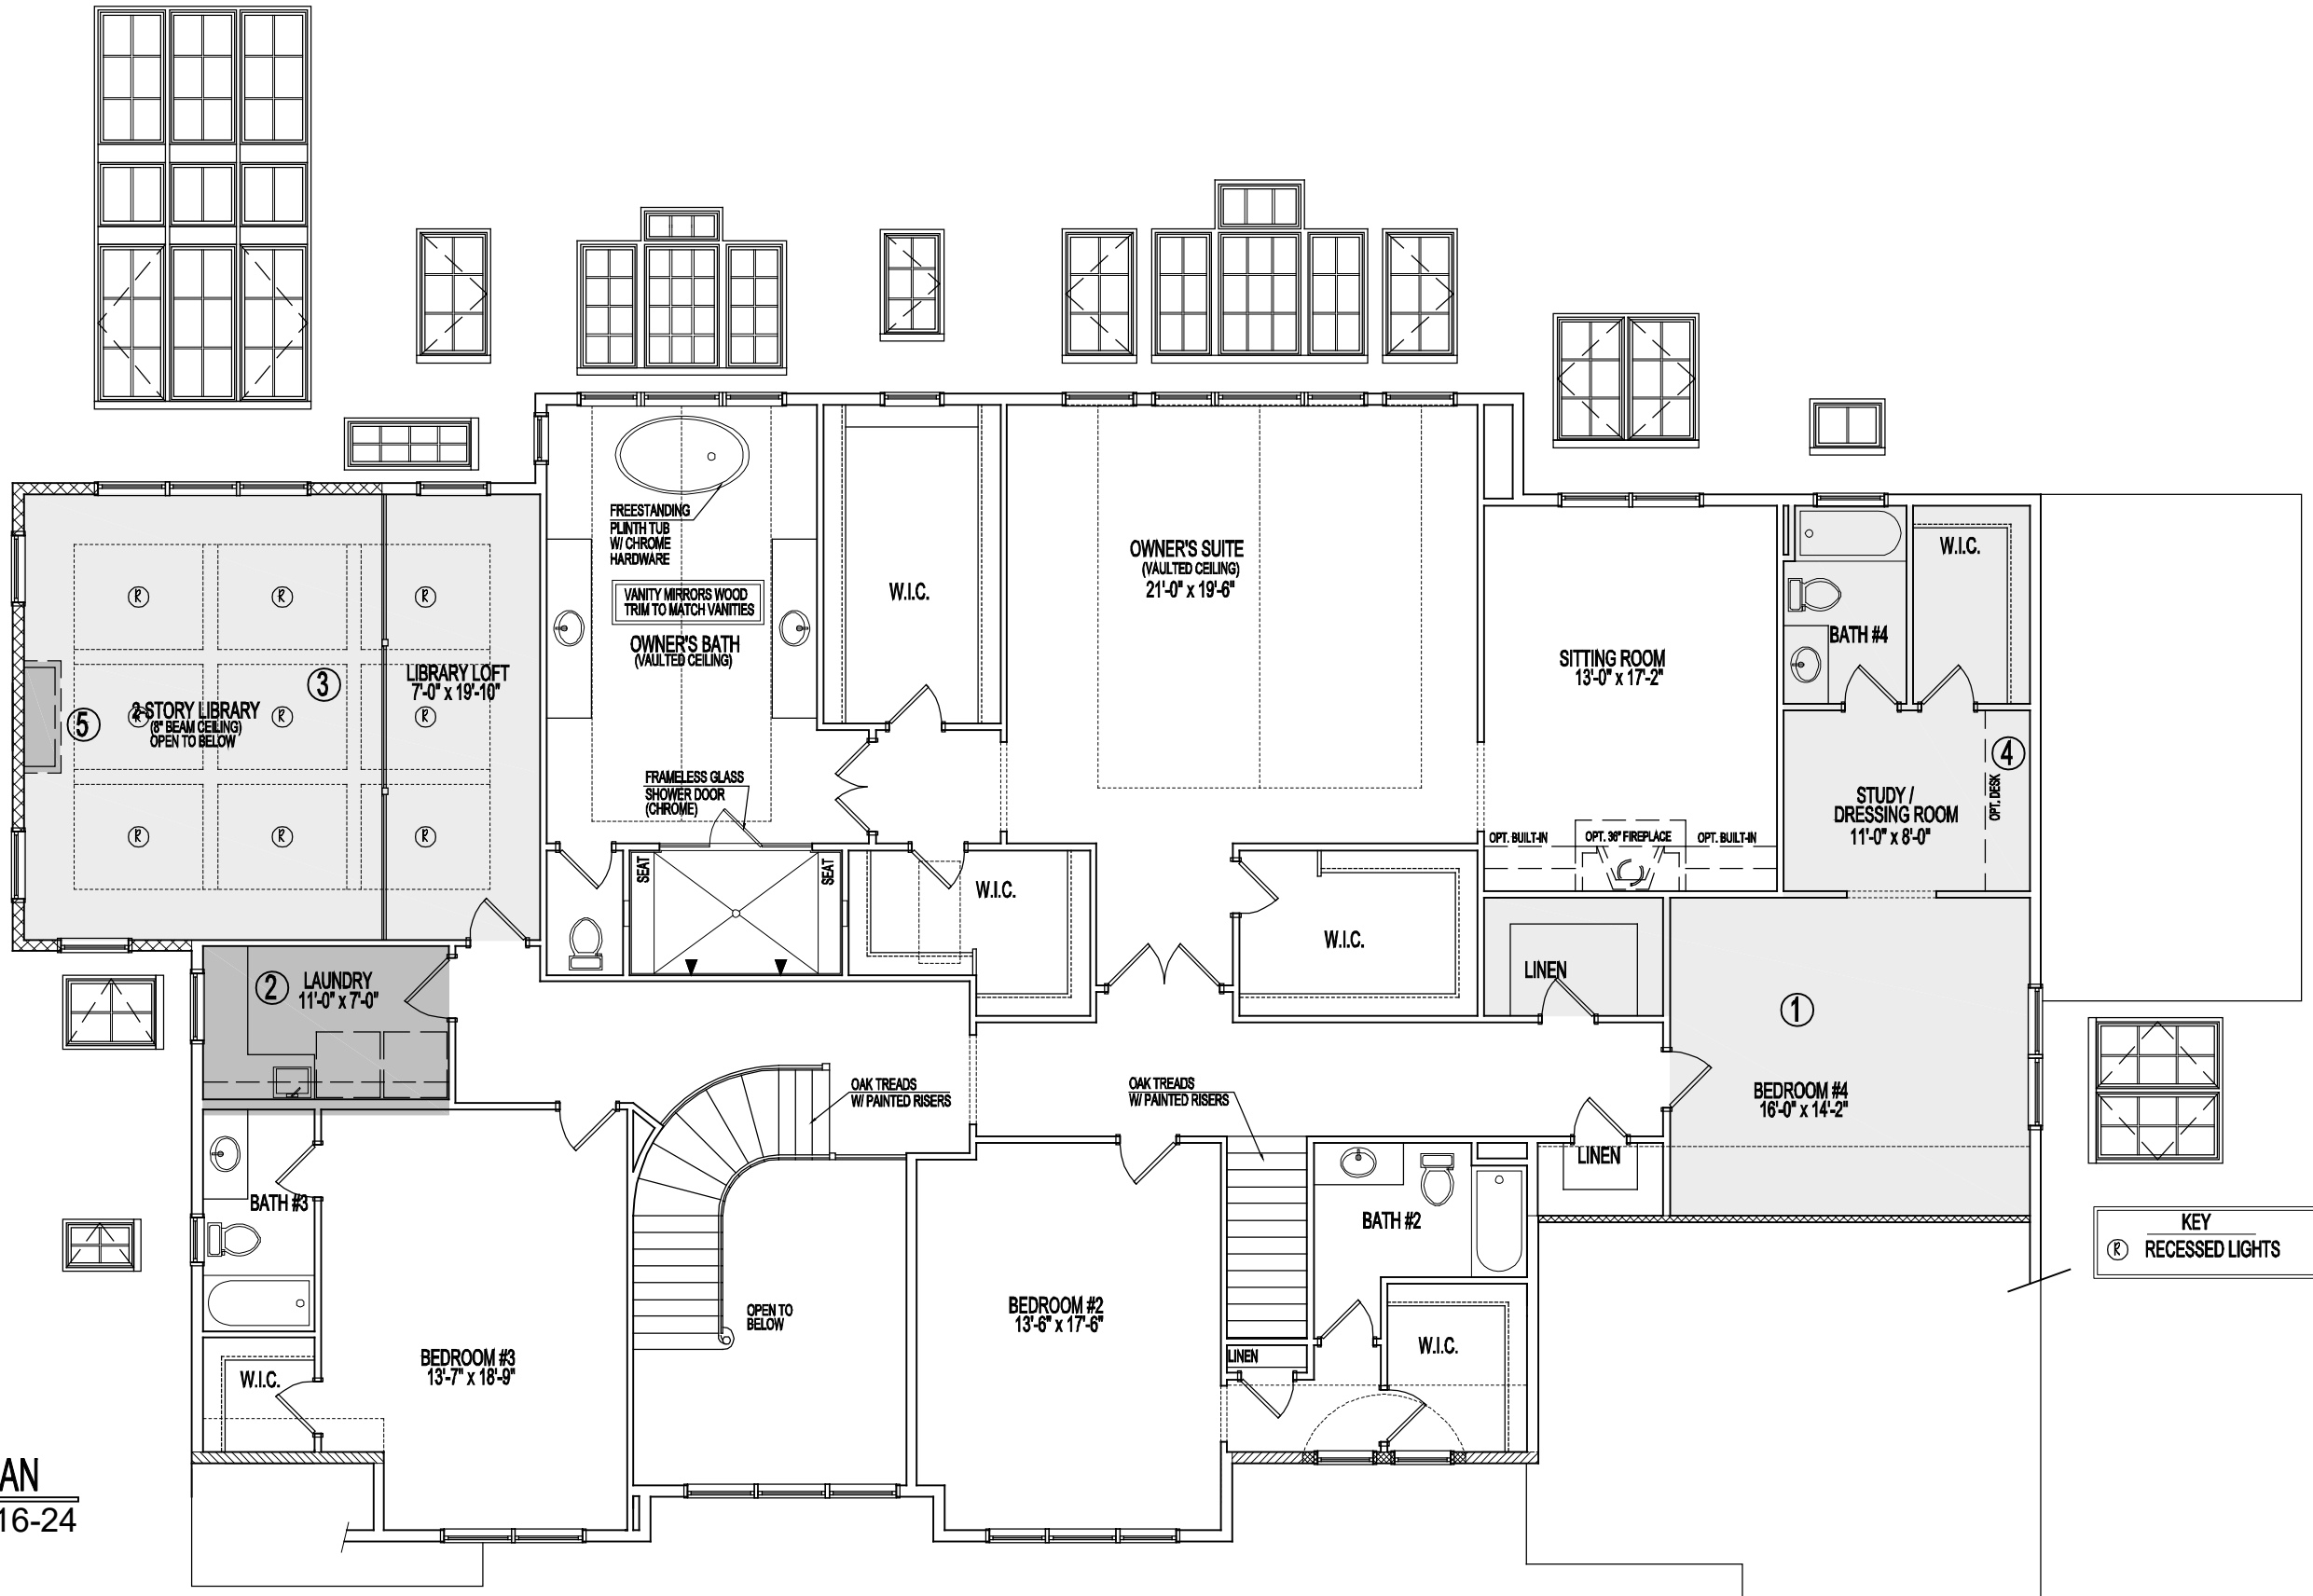 FREESTANDING
PLINTH TUB
W/ CHROME
HARDWARE
VANITY MIRRORS WOOD
TRIM TO MATCH VANITIES
OWNER'S BATH
(VAULTED CEILING)
W.I.C.
OWNER'S SUITE
(VAULTED CEILING)
21'-0" x 19'-6"
SITTING ROOM
13'-0" x 17'-2"
BATH #4
W.I.C.
R
R
R
R
R
R
R
R
R
3
LIBRARY LOFT
7'-0" x 19'-10"
5
2-STORY LIBRARY
(8" BEAM CEILING)
OPEN TO BELOW
FRAMELESS GLASS
SHOWER DOOR
(CHROME)
SEAT
SEAT
W.I.C.
W.I.C.
OPT. BUILT-IN
OPT. 36" FIREPLACE
OPT. BUILT-IN
4
OPT. DESK
STUDY /
DRESSING ROOM
11'-0" x 8'-0"
2
LAUNDRY
11'-0" x 7'-0"
LINEN
1
BEDROOM #4
16'-0" x 14'-2"
OAK TREADS
W/ PAINTED RISERS
OAK TREADS
W/ PAINTED RISERS
LINEN
BATH #3
BATH #2
KEY
R RECESSED LIGHTS
OPEN TO
BELOW
BEDROOM #2
13'-6" x 17'-6"
LINEN
W.I.C.
W.I.C.
BEDROOM #3
13'-7" x 18'-9"
AN
16-24